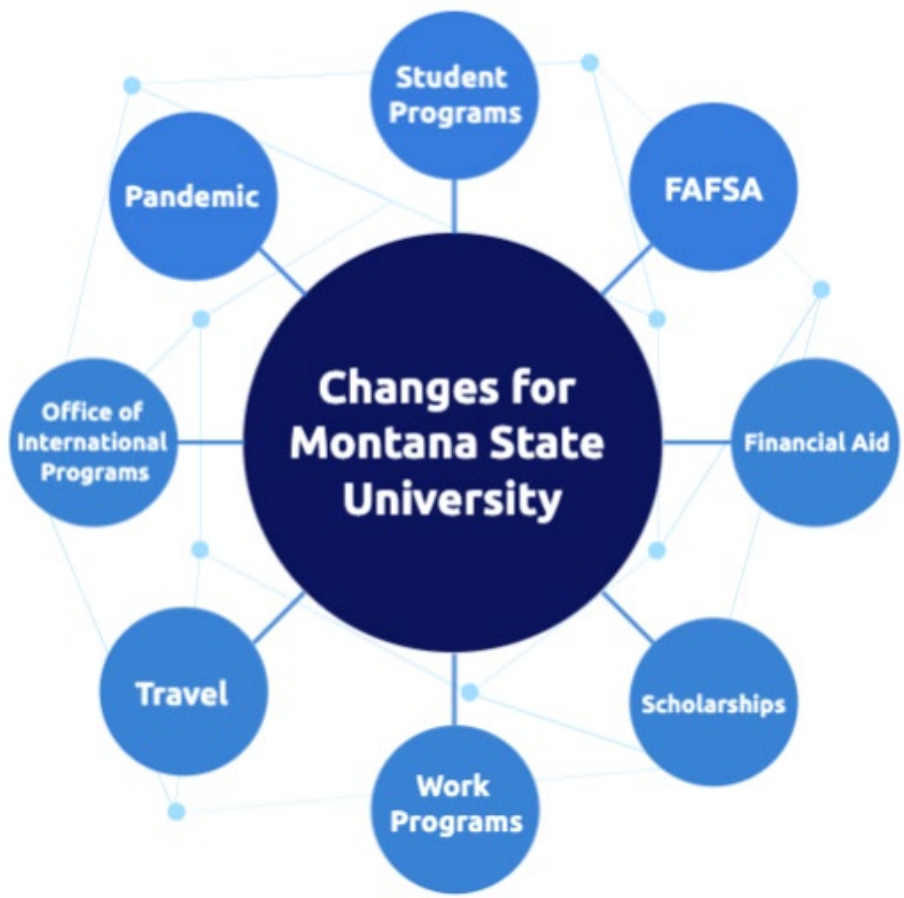 Student
Programs
FAFSA
Pandemic
Changes for
Montana State
University
Office of
International
Programs
Financial Aid
Travel
Scholarships
Work
Programs